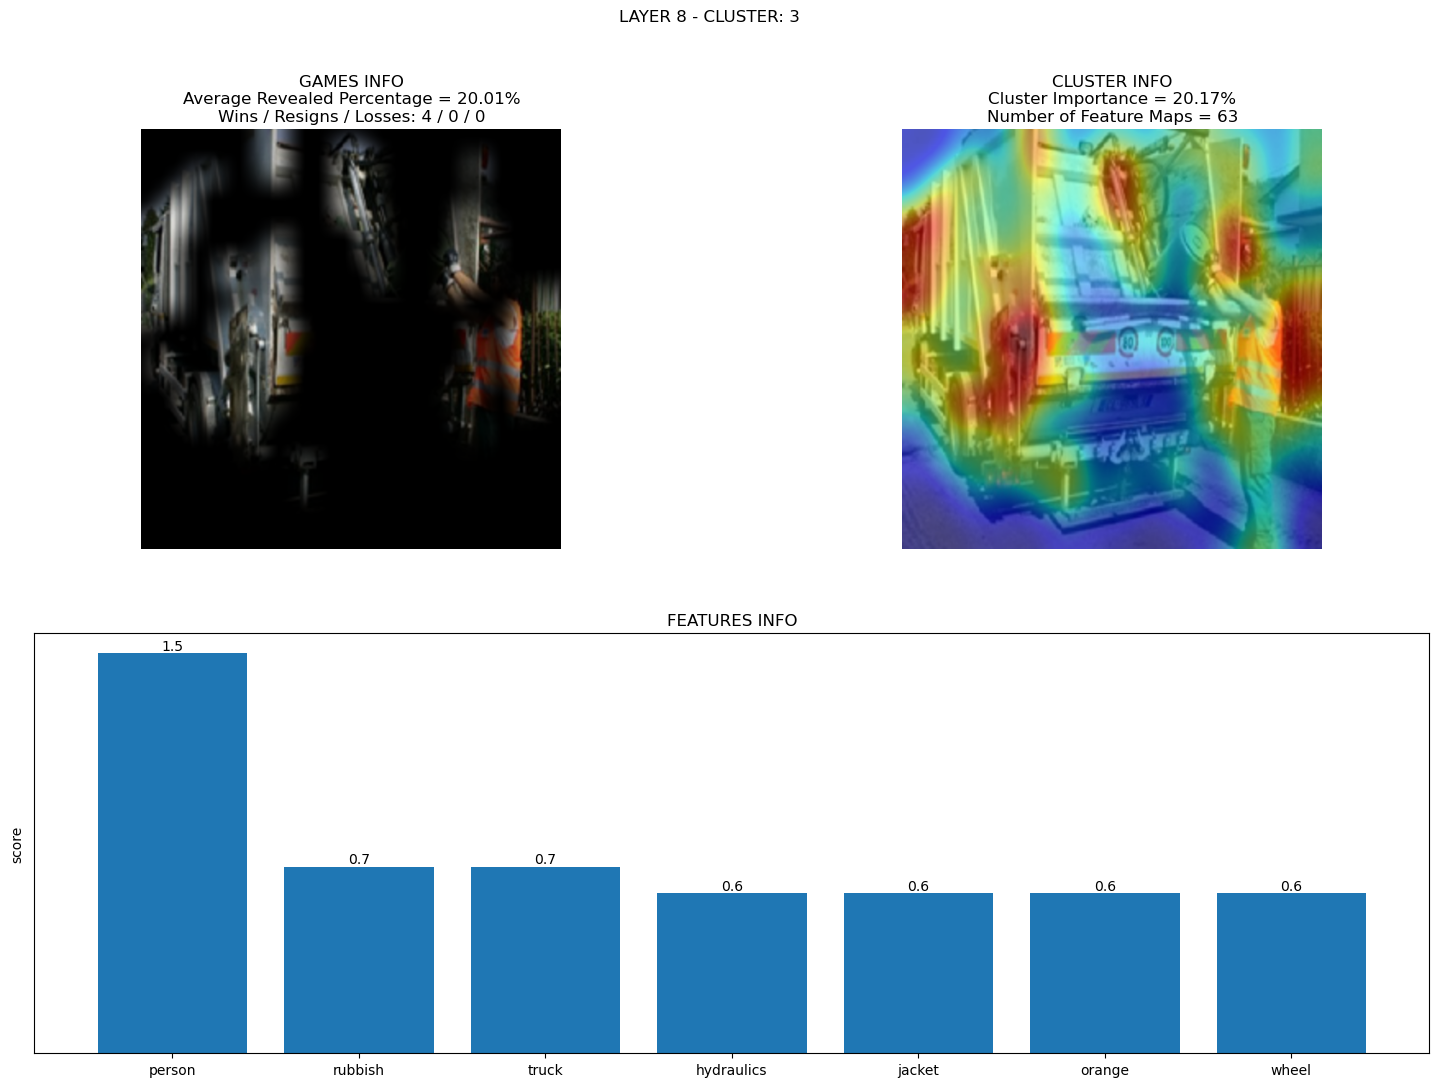 LAYER 8 - CLUSTER: 3
GAMES INFO
Average Revealed Percentage = 20.01%
Wins / Resigns / Losses: 4 / 0 / 0
CLUSTER INFO
Cluster Importance = 20.17%
Number of Feature Maps = 63
FEATURES INFO
score
1.5
0.7
0.7
0.6
0.6
0.6
0.6
person
rubbish
truck
hydraulics
jacket
orange
wheel